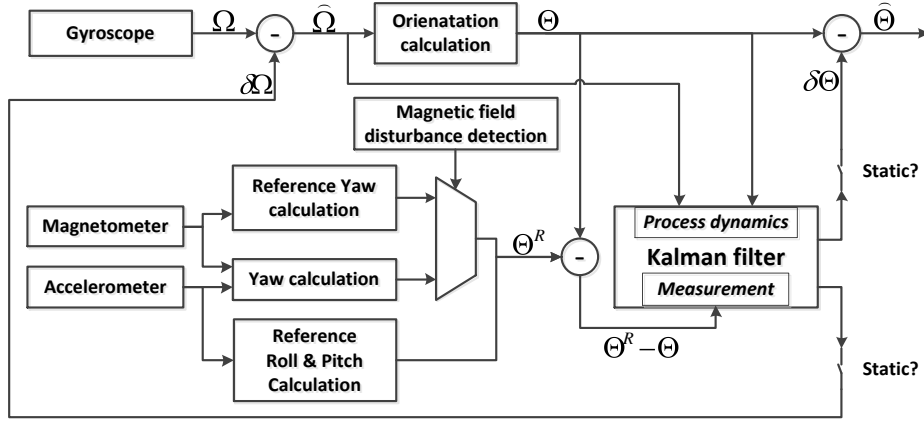 Gyroscope
Ω
-
Ω̂
Orienatation
calculation
Θ
-
Θ̂
δΩ
δΘ
Magnetic field
disturbance detection
Static?
Reference Yaw
calculation
Magnetometer
Process dynamics
Θ^R
-
Kalman filter
Yaw calculation
Accelerometer
Measurement
Reference
Roll & Pitch
Calculation
Θ^R − Θ
Static?